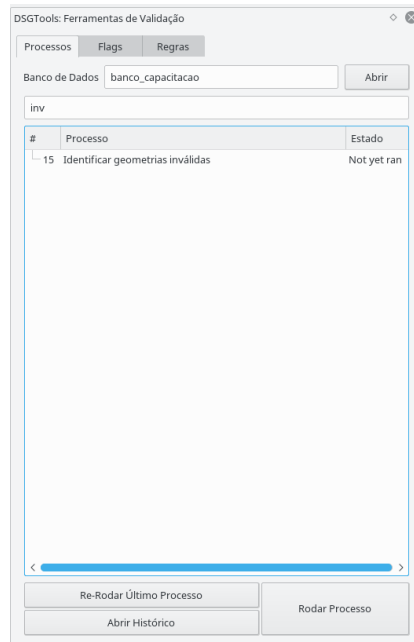 DSGTools: Ferramentas de Validação
Processos Flags Regras
Banco de Dados banco_capacitacao Abrir
inv
# Processo Estado
15 Identificar geometrias inválidas Not yet ran
Re-Rodar Último Processo
Rodar Processo
Abrir Histórico